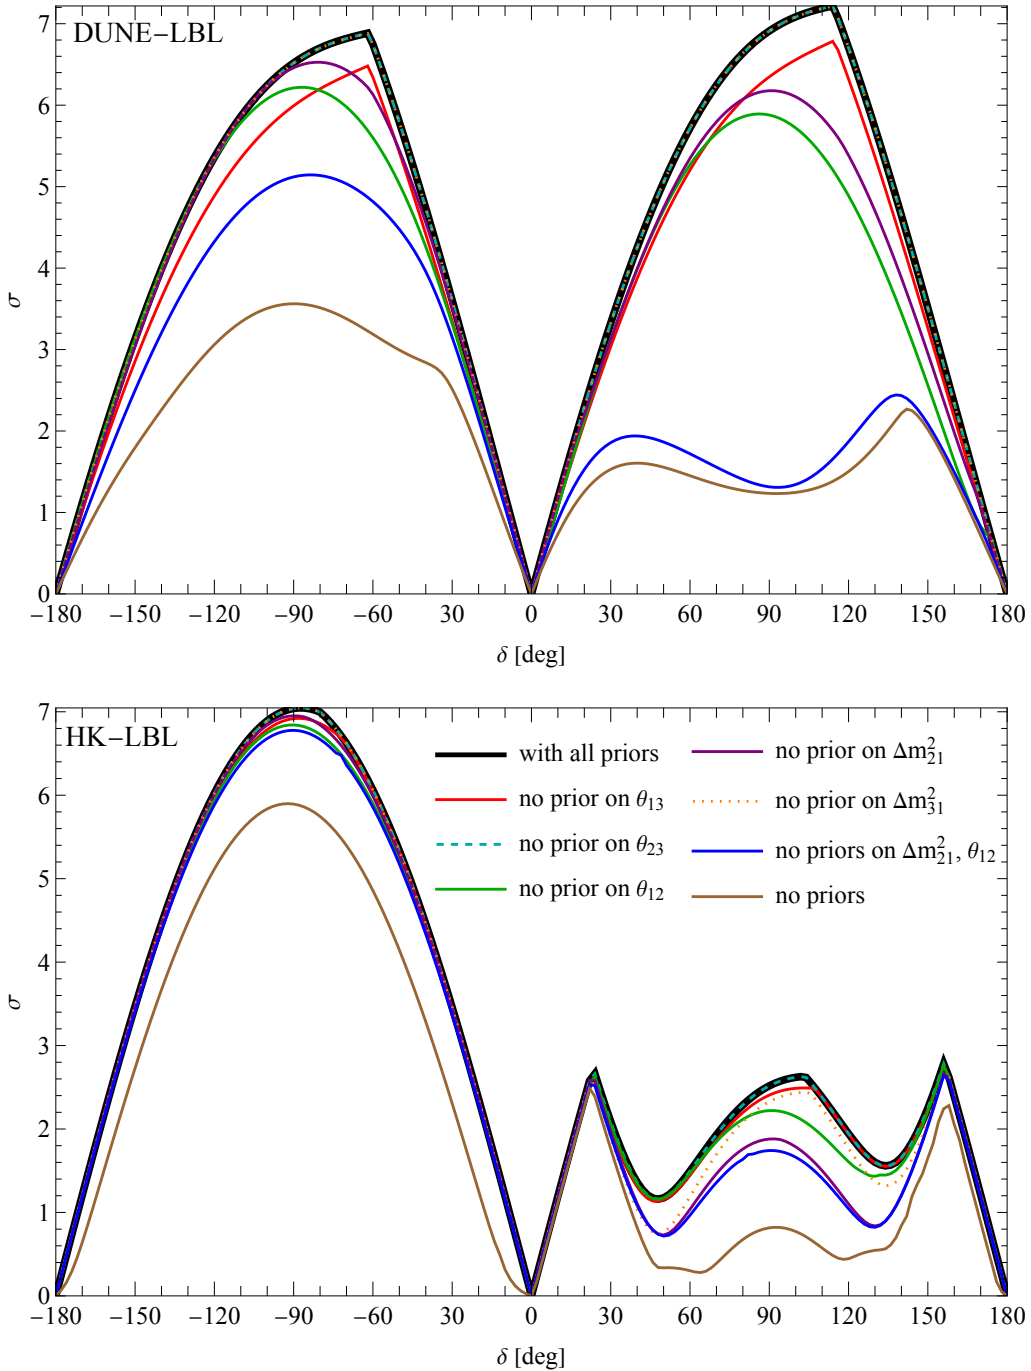 DUNE−LBL
7
6
5
4
3
2
1
0
σ
−180 −150 −120 −90 −60 −30 0 30 60 90 120 150 180
δ [deg]
HK−LBL
with all priors
no prior on θ13
no prior on θ23
no prior on θ12
no prior on Δm²21
no prior on Δm²31
no priors on Δm²21, θ12
no priors
7
6
5
4
3
2
1
0
σ
−180 −150 −120 −90 −60 −30 0 30 60 90 120 150 180
δ [deg]